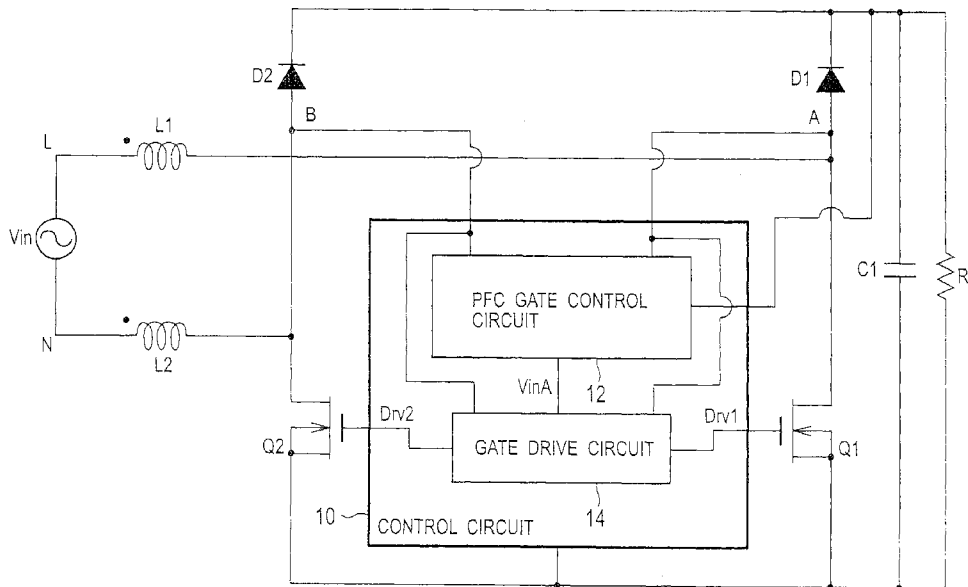 D2
D1
B
A
L
L1
Vin
PFC GATE CONTROL
CIRCUIT
C1
R
N
L2
VinA
12
Drv2
Drv1
GATE DRIVE CIRCUIT
Q2
Q1
10
CONTROL CIRCUIT
14